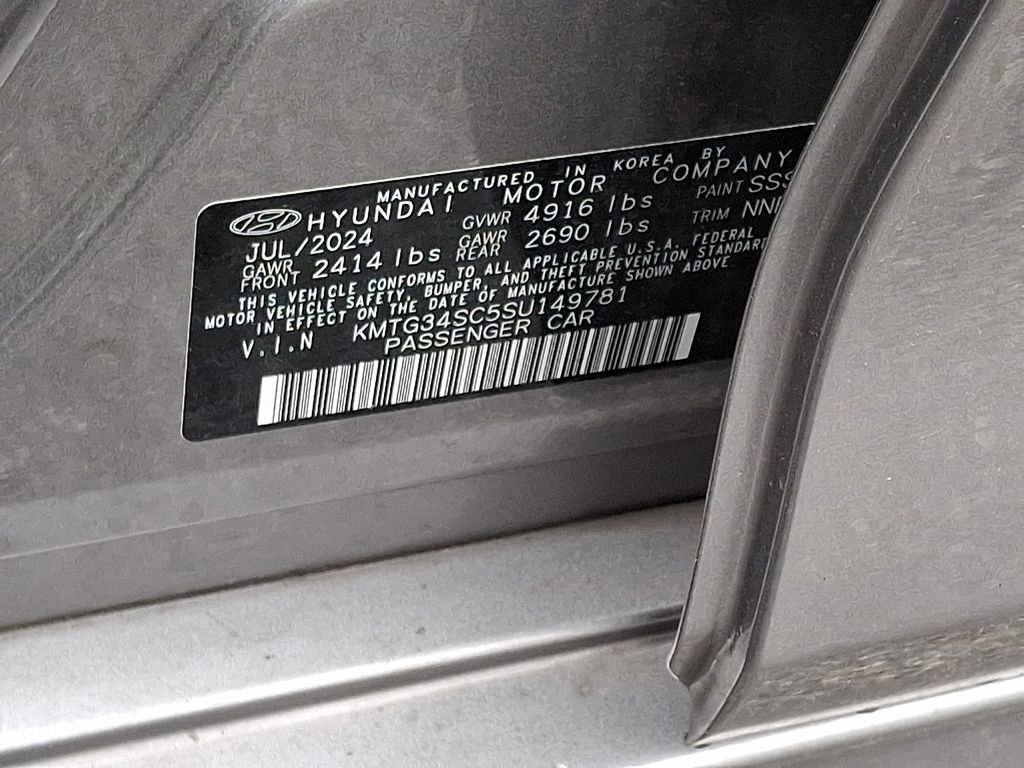 MANUFACTURED IN KOREA BY
HYUNDAI MOTOR COMPANY
JUL/2024 GVWR 4916 lbs PAINT SSS
GAWR FRONT 2414 lbs GAWR REAR 2690 lbs TRIM
THIS VEHICLE CONFORMS TO ALL APPLICABLE U.S.A. FEDERAL
MOTOR VEHICLE SAFETY, BUMPER, AND THEFT PREVENTION STANDAR
IN EFFECT ON THE DATE OF MANUFACTURE SHOWN ABOVE
V.I.N KMTG34SC5SU149781
PASSENGER CAR